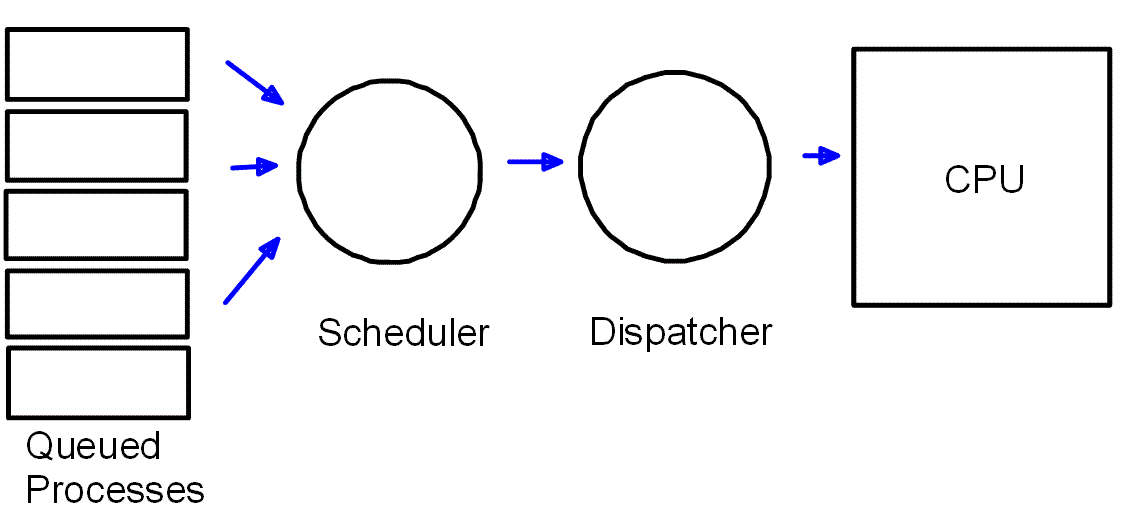 CPU
Scheduler
Dispatcher
Queued
Processes